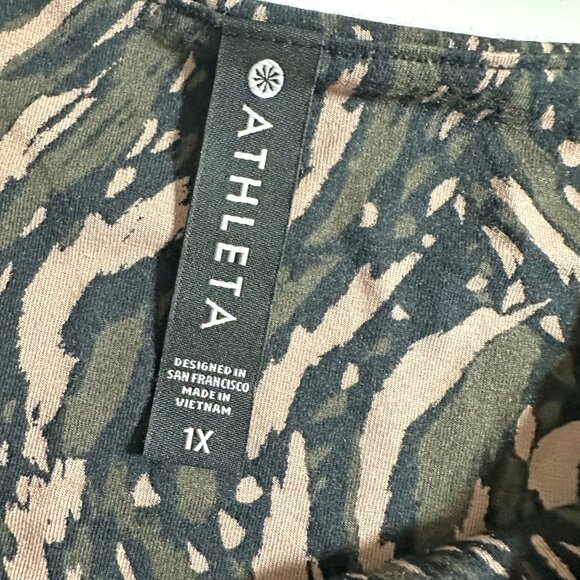 ATHLETA
DESIGNED IN
SAN FRANCISCO
MADE IN
VIETNAM
1X